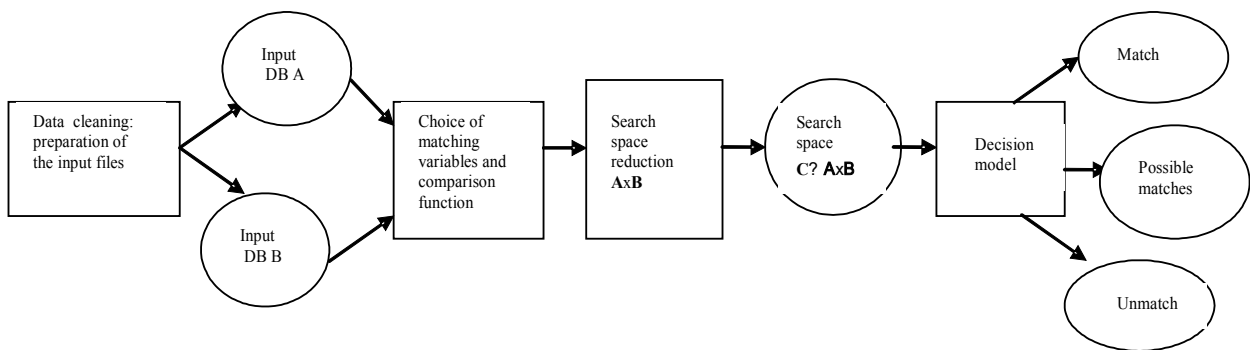 Input
DB A
Data cleaning:
preparation of
the input files
Input
DB B
Choice of
matching
variables and
comparison
function
Search
space
reduction
AxB
Search
space
C? AxB
Decision
model
Match
Possible
matches
Unmatch